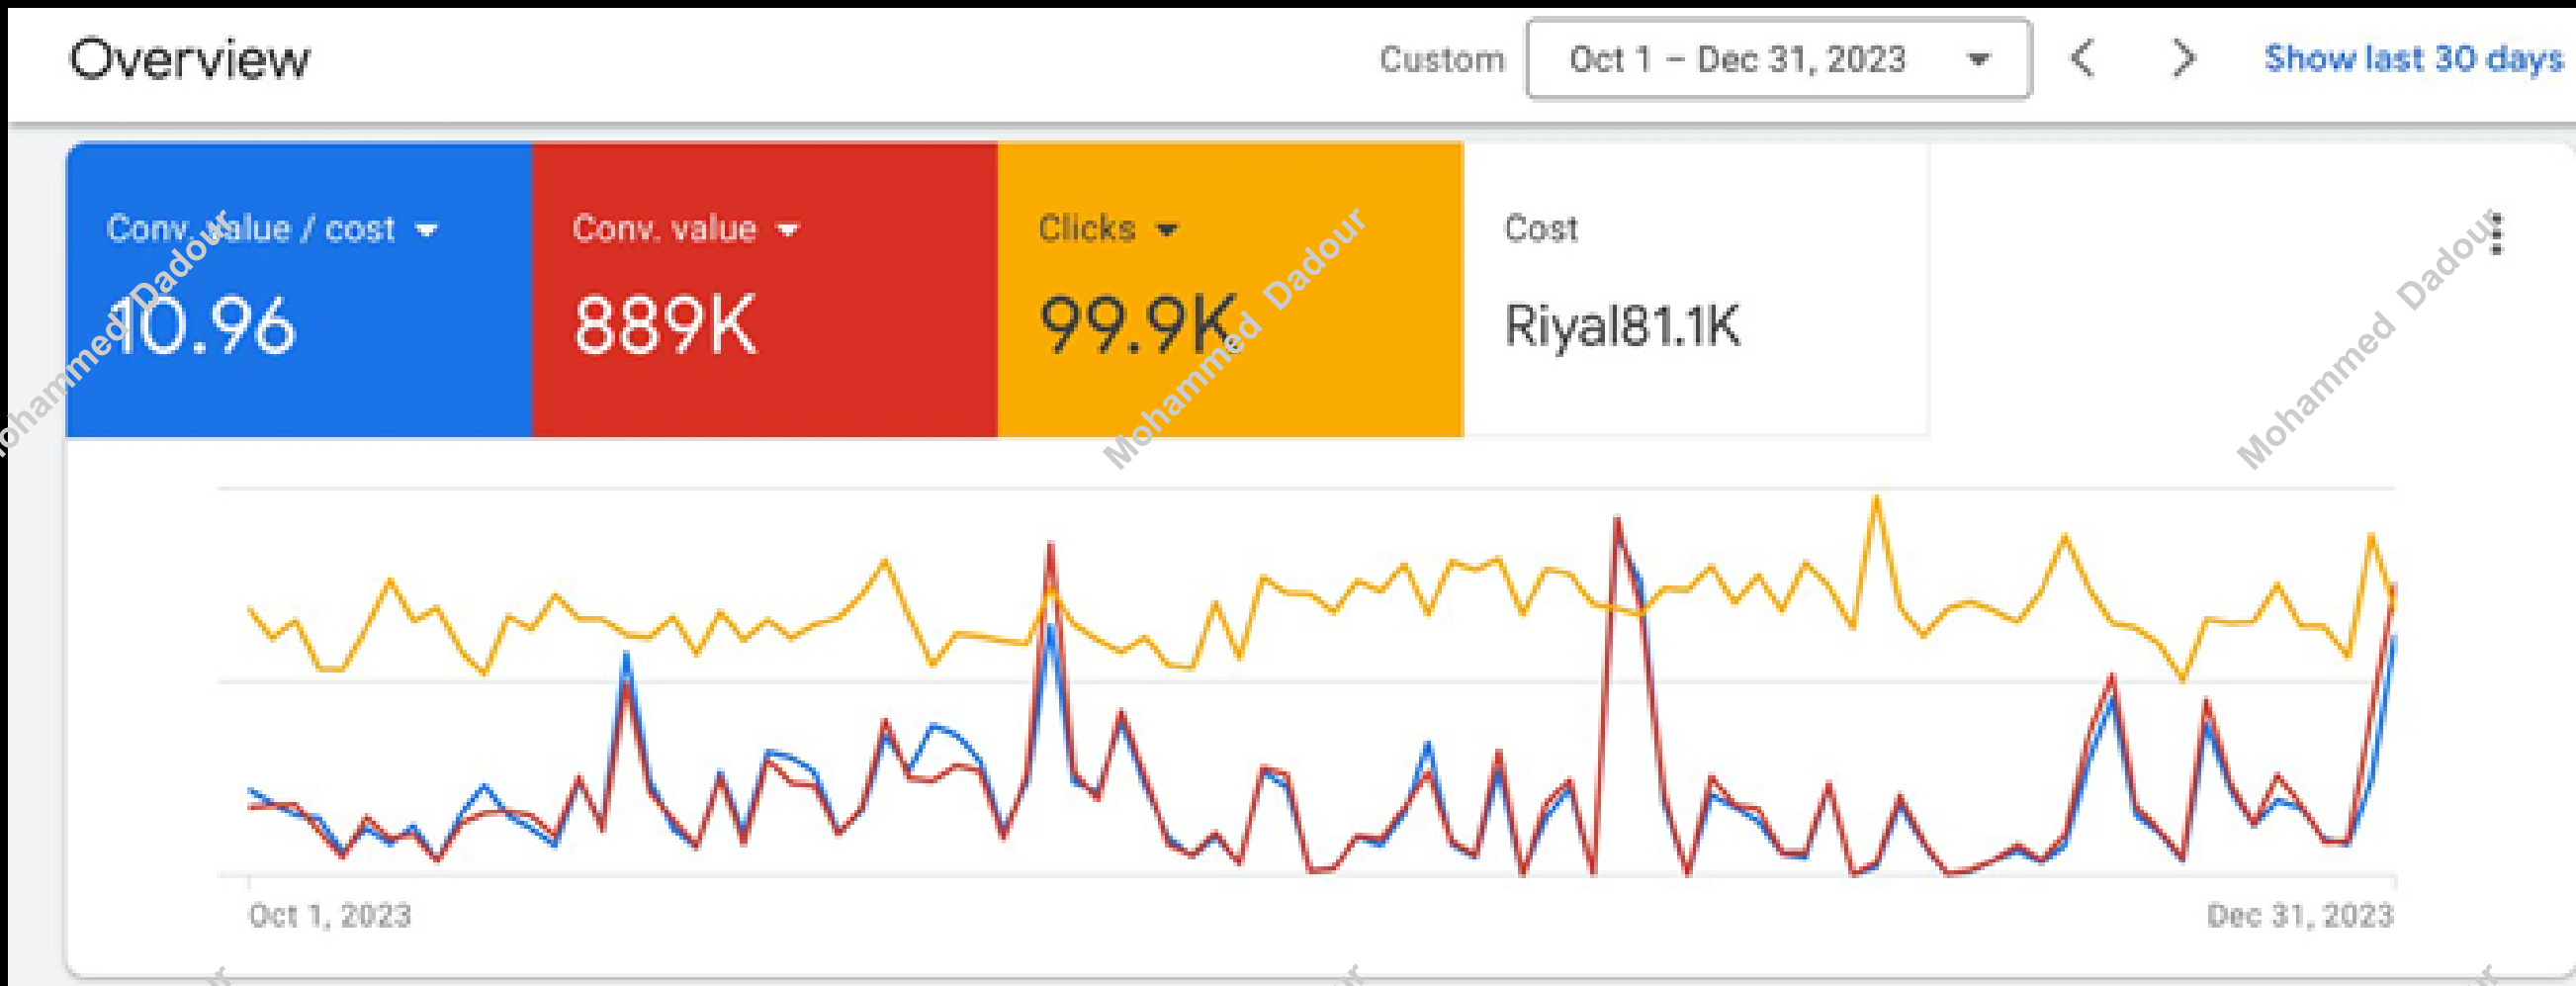 Overview
Custom
Oct 1 – Dec 31, 2023
Show last 30 days
Conv. value / cost
10.96
Conv. value
889K
Clicks
99.9K
Cost
Riyal81.1K
Mohammed Dadour
Mohammed Dadour
Mohammed Dadour
Oct 1, 2023
Dec 31, 2023